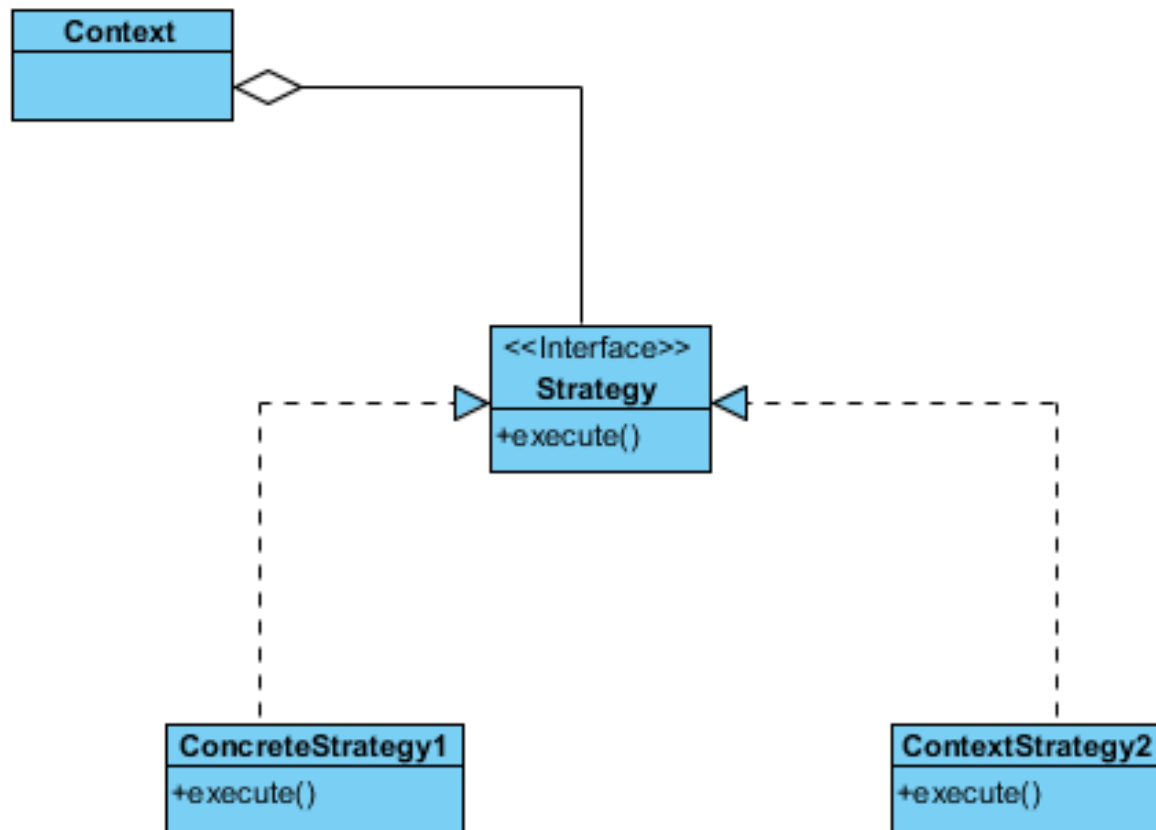 Context
<<Interface>>
Strategy
+execute()
ConcreteStrategy1
+execute()
ContextStrategy2
+execute()